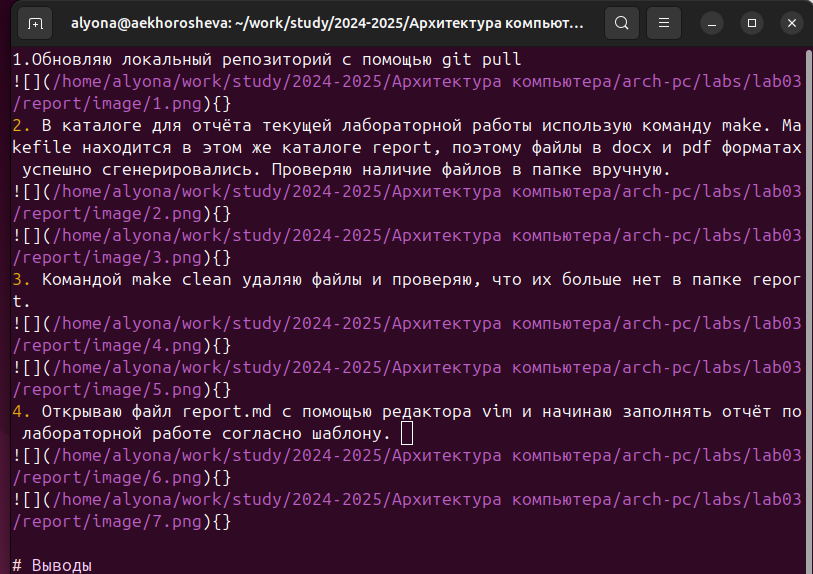 alyona@aekhorosheva: ~/work/study/2024-2025/Архитектура компьют...
1.Обновляю локальный репозиторий с помощью git pull
![](/home/alyona/work/study/2024-2025/Архитектура компьютера/arch-pc/labs/lab03
/report/image/1.png){}
2. В каталоге для отчёта текущей лабораторной работы использую команду make. Ma
kefile находится в этом же каталоге report, поэтому файлы в docx и pdf форматах
 успешно сгенерировались. Проверяю наличие файлов в папке вручную.
![](/home/alyona/work/study/2024-2025/Архитектура компьютера/arch-pc/labs/lab03
/report/image/2.png){}
![](/home/alyona/work/study/2024-2025/Архитектура компьютера/arch-pc/labs/lab03
/report/image/3.png){}
3. Командой make clean удаляю файлы и проверяю, что их больше нет в папке repor
t.
![](/home/alyona/work/study/2024-2025/Архитектура компьютера/arch-pc/labs/lab03
/report/image/4.png){}
![](/home/alyona/work/study/2024-2025/Архитектура компьютера/arch-pc/labs/lab03
/report/image/5.png){}
4. Открываю файл report.md с помощью редактора vim и начинаю заполнять отчёт по
 лабораторной работе согласно шаблону.
![](/home/alyona/work/study/2024-2025/Архитектура компьютера/arch-pc/labs/lab03
/report/image/6.png){}
![](/home/alyona/work/study/2024-2025/Архитектура компьютера/arch-pc/labs/lab03
/report/image/7.png){}
# Выводы